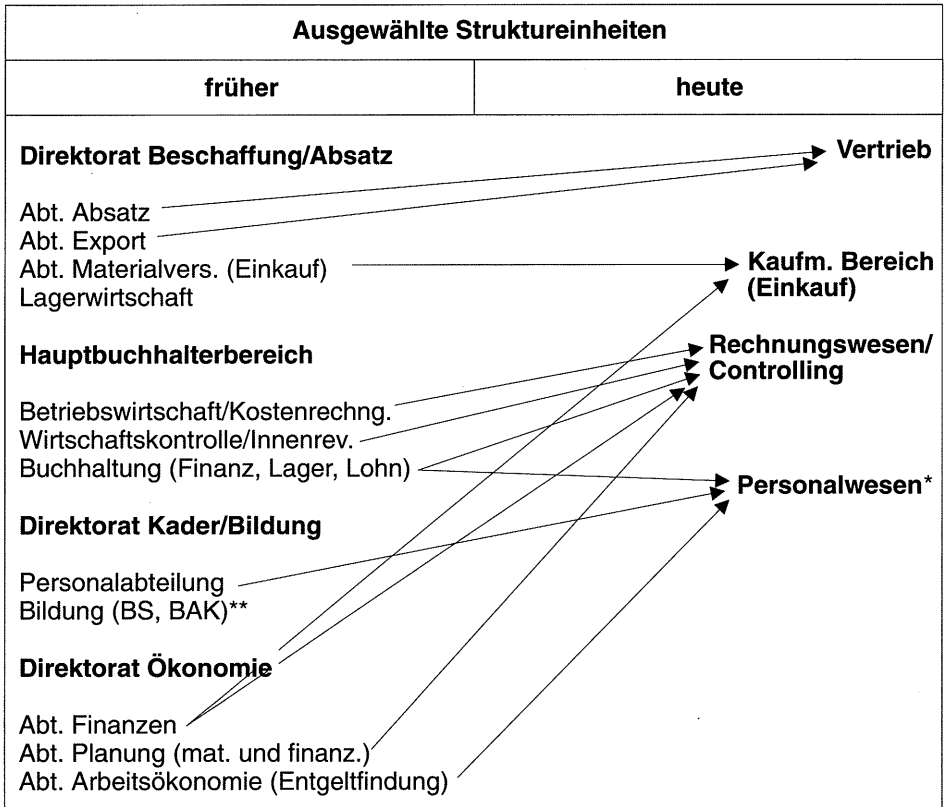 Ausgewählte Struktureinheiten
früher
heute
Direktorat Beschaffung/Absatz
Vertrieb
Abt. Absatz
Abt. Export
Abt. Materialvers. (Einkauf)
Lagerwirtschaft
Kaufm. Bereich
(Einkauf)
Hauptbuchhalterbereich
Rechnungswesen/
Controlling
Betriebswirtschaft/Kostenrechng.
Wirtschaftskontrolle/Innenrev.
Buchhaltung (Finanz, Lager, Lohn)
Personalwesen*
Direktorat Kader/Bildung
Personalabteilung
Bildung (BS, BAK)**
Direktorat Ökonomie
Abt. Finanzen
Abt. Planung (mat. und finanz.)
Abt. Arbeitsökonomie (Entgeltfindung)